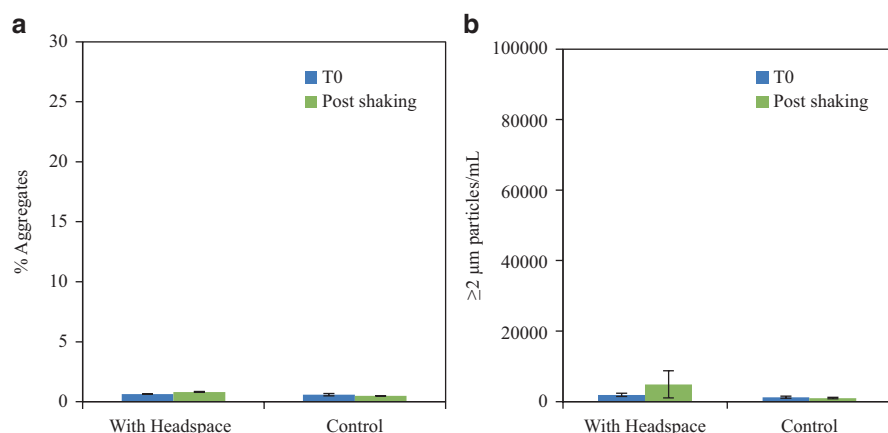 a
30
25
20
15
10
5
0
% Aggregates
T0
Post shaking
With Headspace
Control
b
100000
80000
60000
40000
20000
0
≥2 μm particles/mL
T0
Post shaking
With Headspace
Control